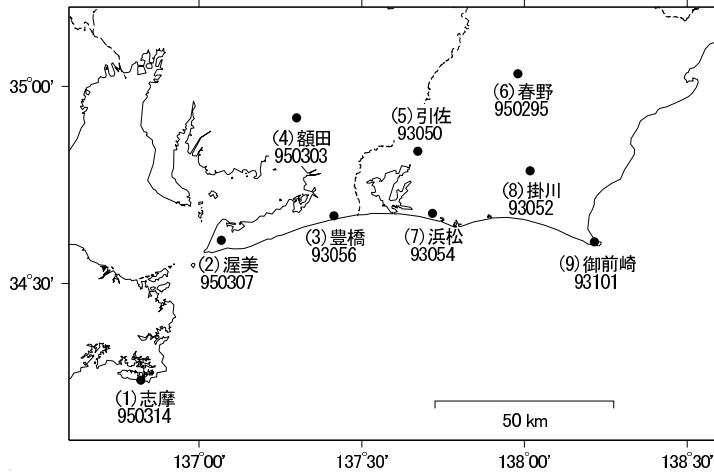 35°00′
34°30′
(6)春野
950295
(5)引佐
93050
(4)額田
950303
(8)掛川
93052
(3)豊橋
93056
(7)浜松
93054
(2)渥美
950307
(9)御前崎
93101
(1)志摩
950314
50 km
137°00′
137°30′
138°00′
138°30′